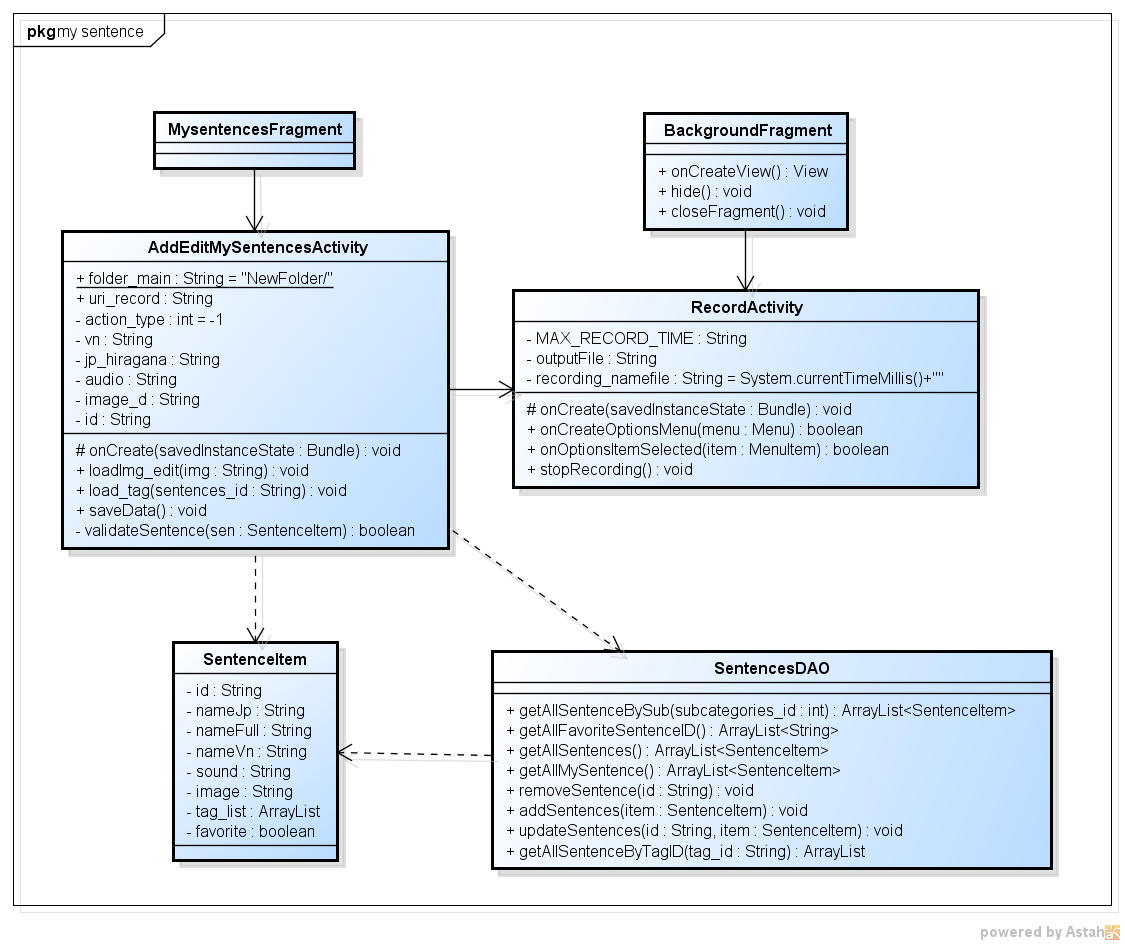 pkg my sentence
MysentencesFragment
BackgroundFragment
+ onCreateView() : View
+ hide() : void
+ closeFragment() : void
AddEditMySentencesActivity
+ folder_main : String = "NewFolder/"
+ uri_record : String
- action_type : int = -1
- vn : String
- jp_hiragana : String
- audio : String
- image_d : String
- id : String
# onCreate(savedInstanceState : Bundle) : void
+ loadImg_edit(img : String) : void
+ load_tag(sentences_id : String) : void
+ saveData() : void
- validateSentence(sen : SentenceItem) : boolean
RecordActivity
- MAX_RECORD_TIME : String
- outputFile : String
- recording_namefile : String = System.currentTimeMillis()+""
# onCreate(savedInstanceState : Bundle) : void
+ onCreateOptionsMenu(menu : Menu) : boolean
+ onOptionsItemSelected(item : MenuItem) : boolean
+ stopRecording() : void
SentenceItem
- id : String
- nameJp : String
- nameFull : String
- nameVn : String
- sound : String
- image : String
- tag_list : ArrayList
- favorite : boolean
SentencesDAO
+ getAllSentenceBySub(subcategories_id : int) : ArrayList<SentenceItem>
+ getAllFavoriteSentenceID() : ArrayList<String>
+ getAllSentences() : ArrayList<SentenceItem>
+ getAllMySentence() : ArrayList<SentenceItem>
+ removeSentence(id : String) : void
+ addSentences(item : SentenceItem) : void
+ updateSentences(id : String, item : SentenceItem) : void
+ getAllSentenceByTagID(tag_id : String) : ArrayList
powered by Astah